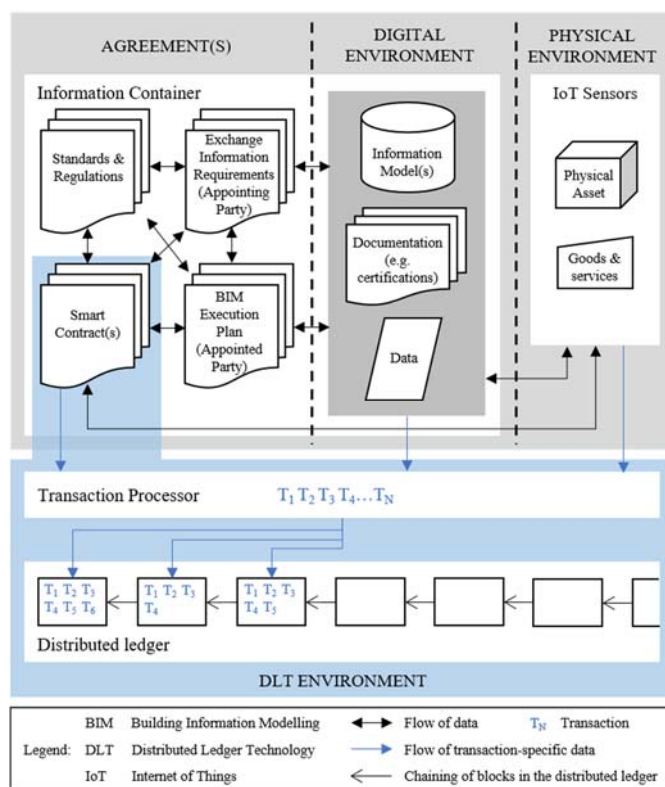 AGREEMENT(S)
DIGITAL
ENVIRONMENT
PHYSICAL
ENVIRONMENT
Information Container
Standards &
Regulations
Exchange
Information
Requirements
(Appointing
Party)
Smart
Contract(s)
BIM
Execution
Plan
(Appointed
Party)
Information
Model(s)
Documentation
(e.g.
certifications)
Data
IoT Sensors
Physical
Asset
Goods &
services
Transaction Processor
T1 T2 T3 T4…TN
T1 T2 T3
T4 T5 T6
T1 T2 T3
T4
T1 T2 T3
T4 T5
Distributed ledger
DLT ENVIRONMENT
Legend:
BIM Building Information Modelling
DLT Distributed Ledger Technology
IoT Internet of Things
Flow of data
Flow of transaction-specific data
Chaining of blocks in the distributed ledger
TN Transaction